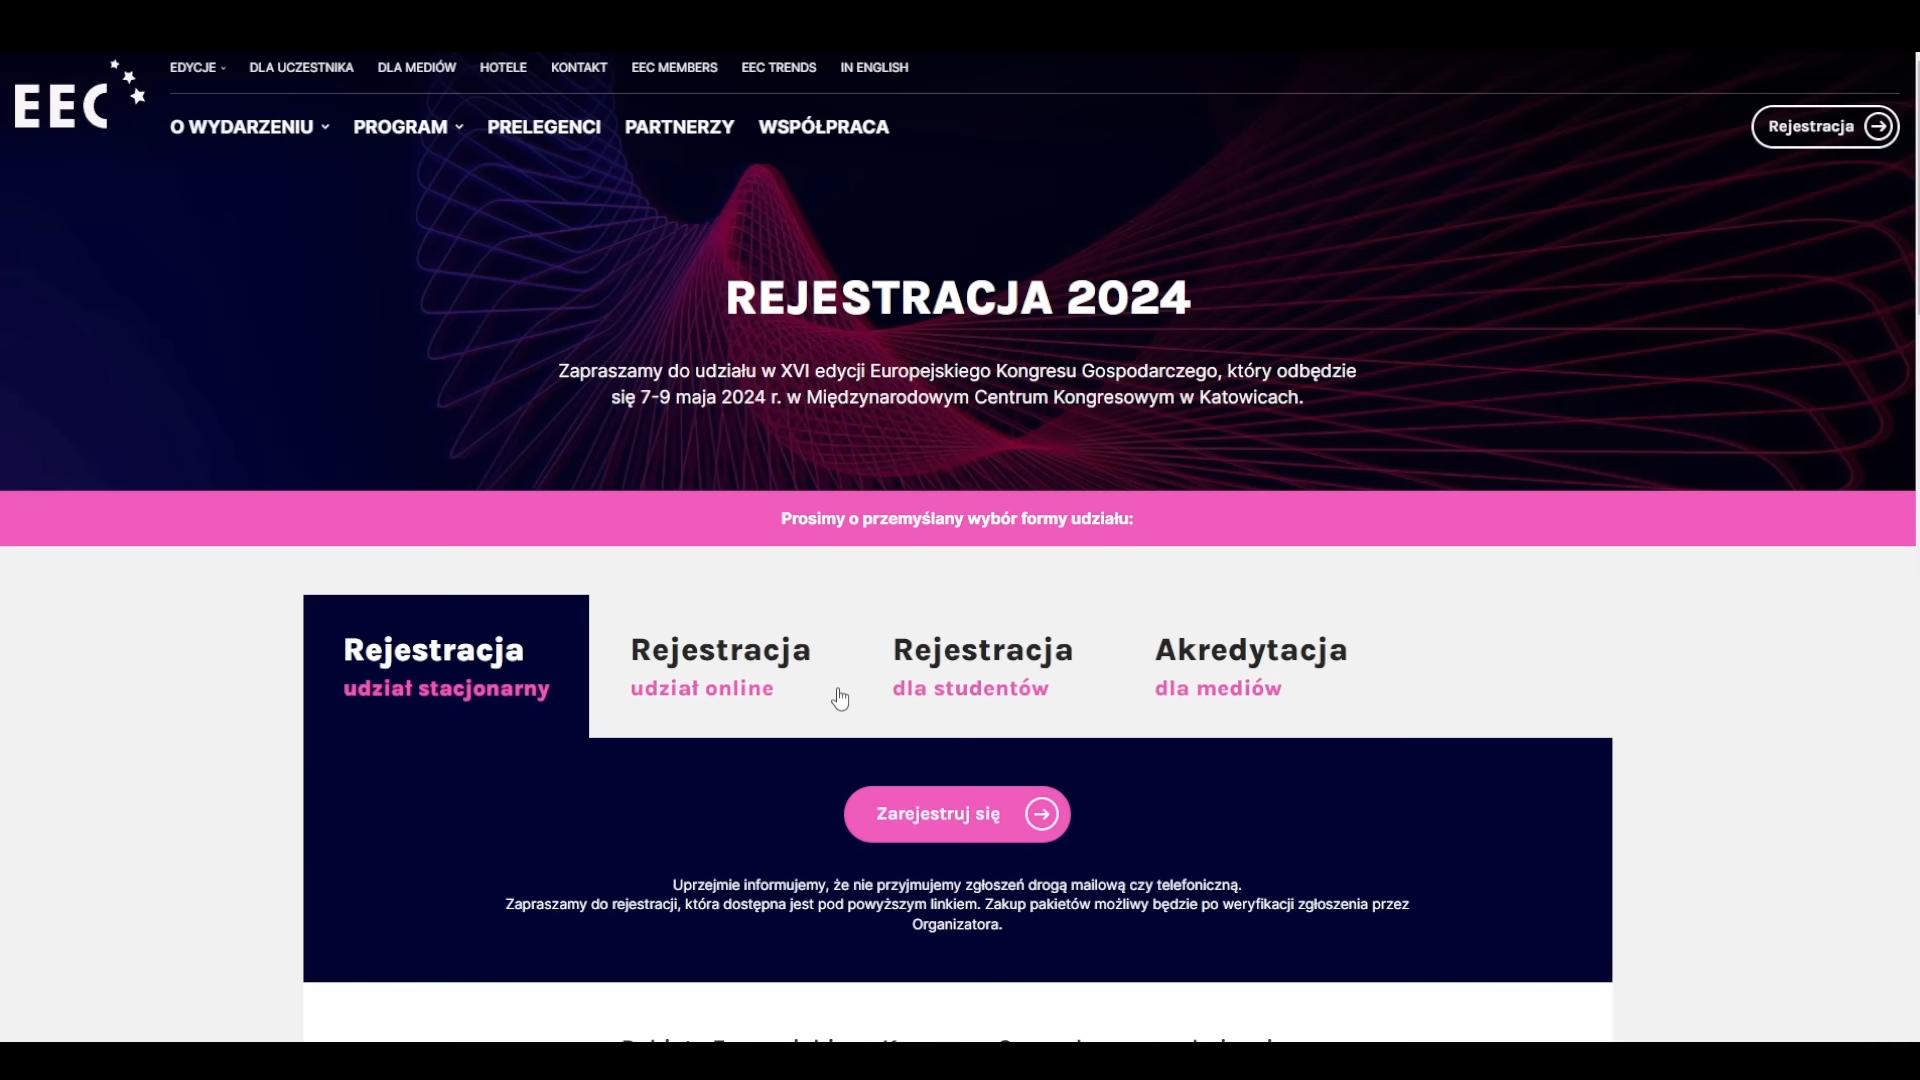 EEC
EDYCJE DLA UCZESTNIKA DLA MEDIÓW HOTELE KONTAKT EEC MEMBERS EEC TRENDS IN ENGLISH
O WYDARZENIU PROGRAM PRELEGENCI PARTNERZY WSPÓŁPRACA
Rejestracja
REJESTRACJA 2024
Zapraszamy do udziału w XVI edycji Europejskiego Kongresu Gospodarczego, który odbędzie
się 7-9 maja 2024 r. w Międzynarodowym Centrum Kongresowym w Katowicach.
Prosimy o przemyślany wybór formy udziału:
Rejestracja
udział stacjonarny
Rejestracja
udział online
Rejestracja
dla studentów
Akredytacja
dla mediów
Zarejestruj się
Uprzejmie informujemy, że nie przyjmujemy zgłoszeń drogą mailową czy telefoniczną.
Zapraszamy do rejestracji, która dostępna jest pod powyższym linkiem. Zakup pakietów możliwy będzie po weryfikacji zgłoszenia przez
Organizatora.